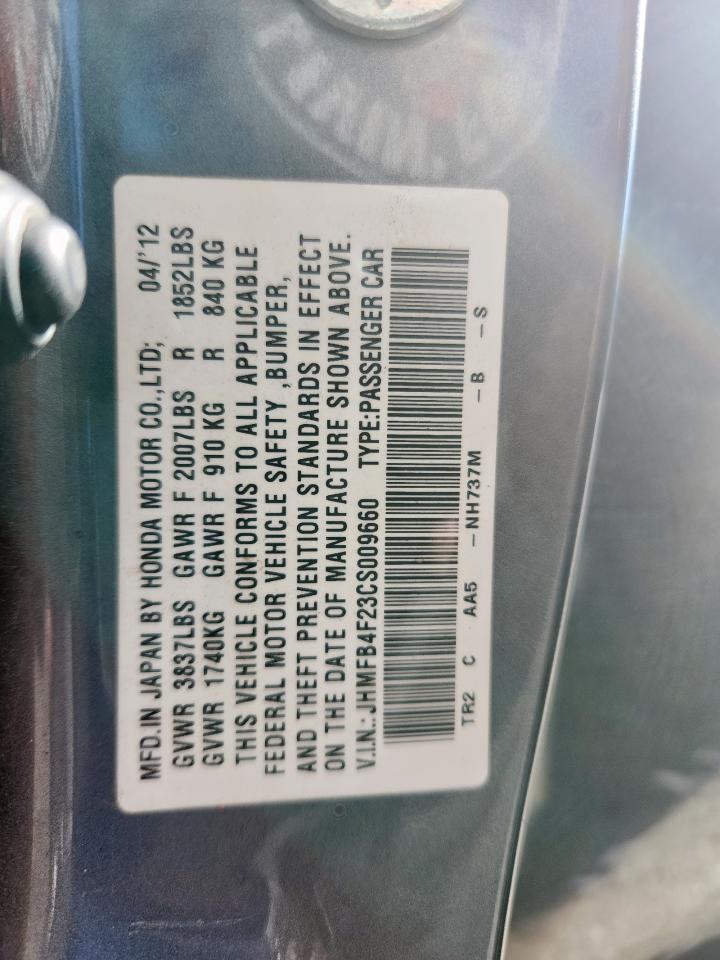 MFD.IN JAPAN BY HONDA MOTOR CO.,LTD; 04/'12
GVWR 3837LBS GAWR F 2007LBS R 1852LBS
GVWR 1740KG GAWR F 910 KG R 840 KG
THIS VEHICLE CONFORMS TO ALL APPLICABLE
FEDERAL MOTOR VEHICLE SAFETY ,BUMPER,
AND THEFT PREVENTION STANDARDS IN EFFECT
ON THE DATE OF MANUFACTURE SHOWN ABOVE.
V.I.N.: JHMFB4F23CS009660 TYPE:PASSENGER CAR
TR2 C AA5 -NH737M -B -S